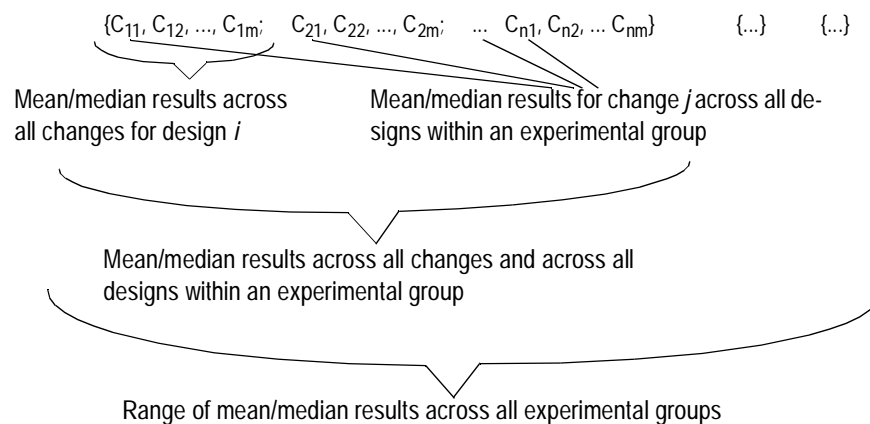 {C11, C12, ..., C1m; C21, C22, ..., C2m; ... Cn1, Cn2, ... Cnm} {...} {...}
Mean/median results across
all changes for design i
Mean/median results for change j across all de-
signs within an experimental group
Mean/median results across all changes and across all
designs within an experimental group
Range of mean/median results across all experimental groups